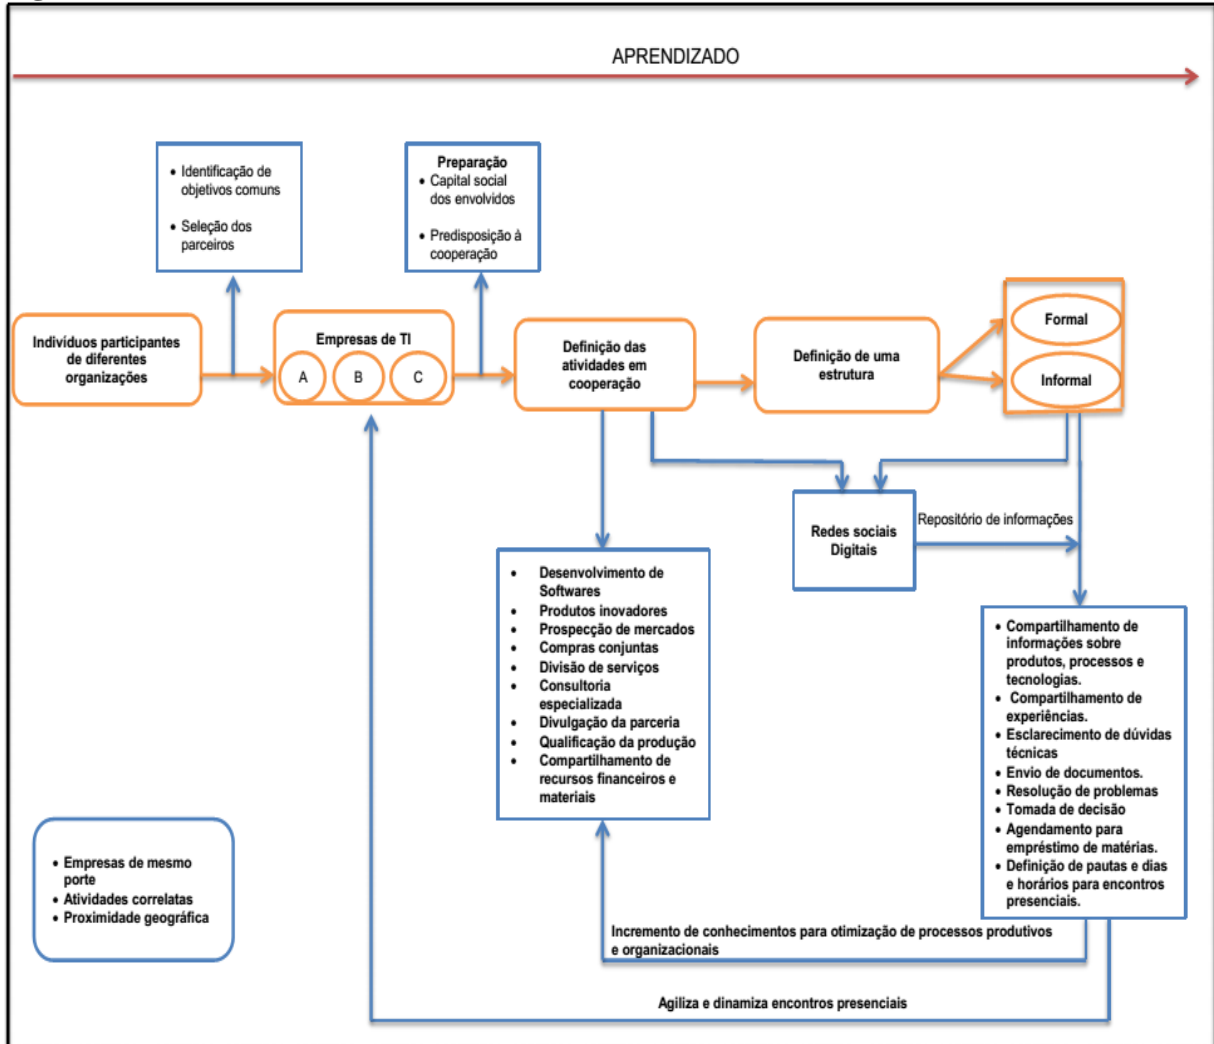 APRENDIZADO
• Identificação de
objetivos comuns
• Seleção dos
parceiros
Preparação
• Capital social
dos envolvidos
• Predisposição à
cooperação
Indivíduos participantes
de diferentes
organizações
Empresas de TI
A
B
C
Definição das
atividades em
cooperação
Definição de uma
estrutura
Formal
Informal
Redes sociais
Digitais
Repositório de informações
• Desenvolvimento de
Softwares
• Produtos inovadores
• Prospecção de mercados
• Compras conjuntas
• Divisão de serviços
• Consultoria
especializada
• Divulgação da parceria
• Qualificação da produção
• Compartilhamento de
recursos financeiros e
materiais
• Compartilhamento de
informações sobre
produtos, processos e
tecnologias.
• Compartilhamento de
experiências.
• Esclarecimento de dúvidas
técnicas
• Envio de documentos.
• Resolução de problemas
• Tomada de decisão
• Agendamento para
empréstimo de matérias.
• Definição de pautas e dias
e horários para encontros
presenciais.
• Empresas de mesmo
porte
• Atividades correlatas
• Proximidade geográfica
Incremento de conhecimentos para otimização de processos produtivos
e organizacionais
Agiliza e dinamiza encontros presenciais